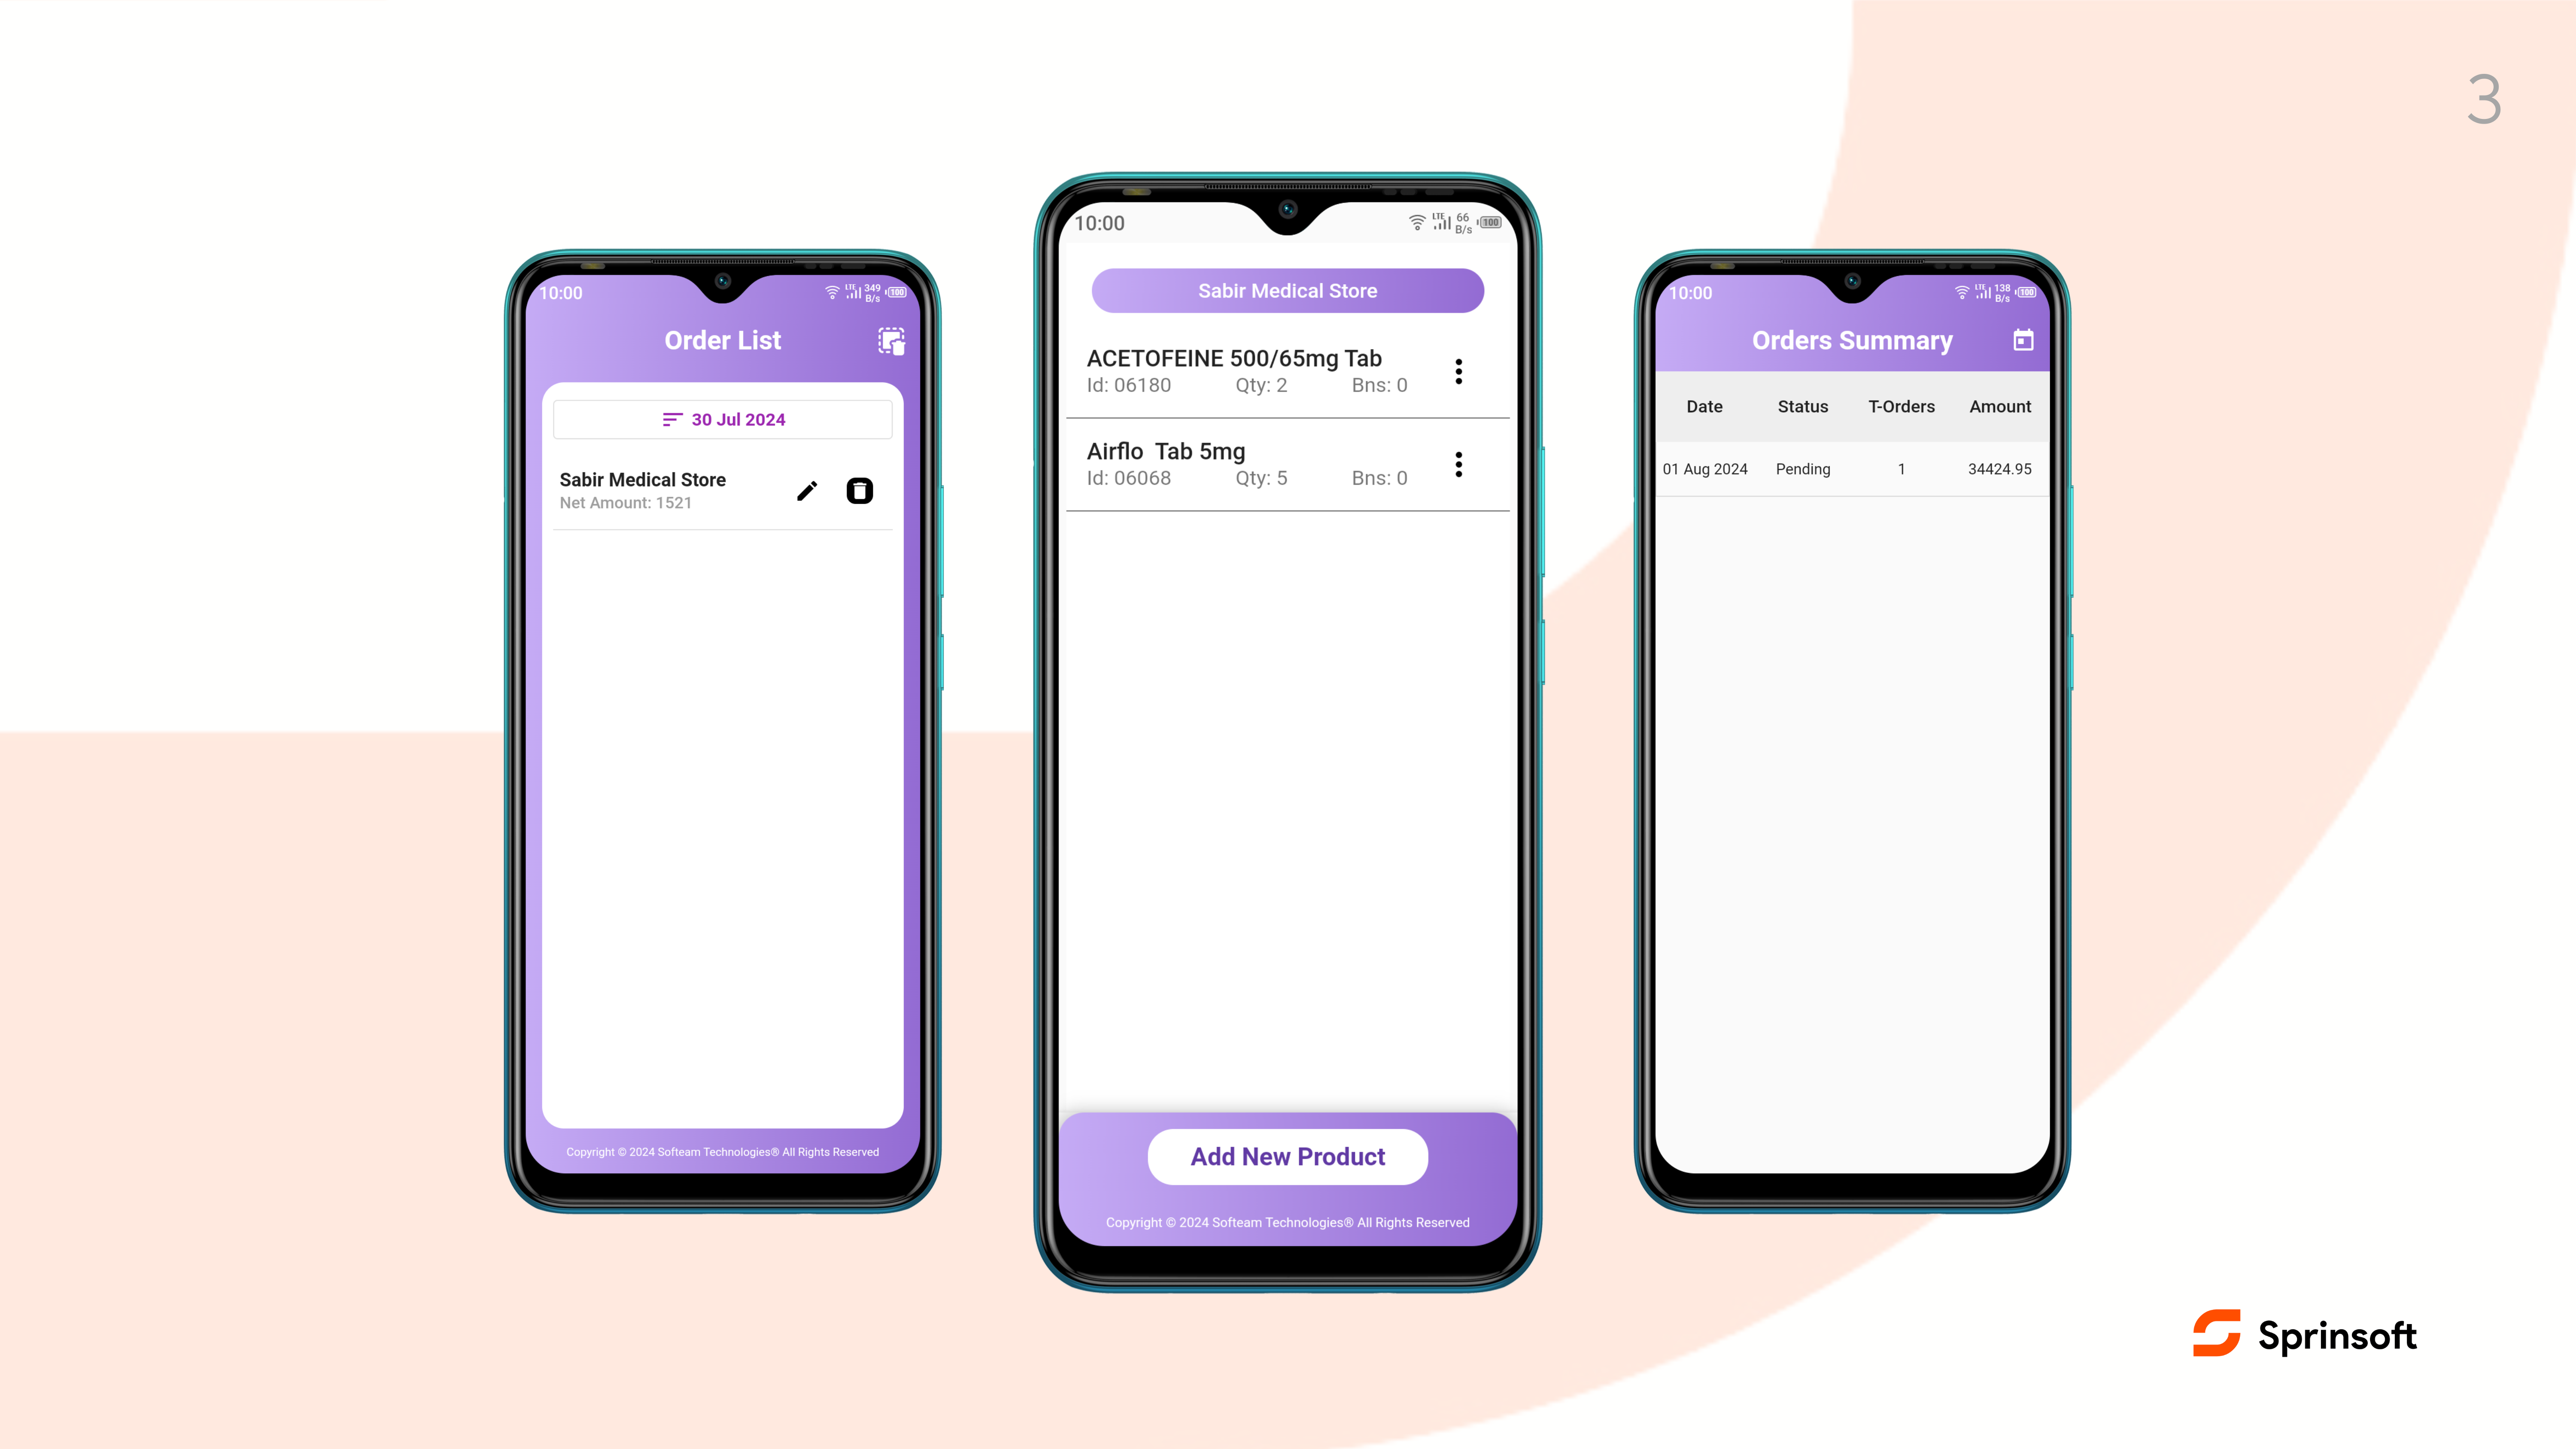 3
10:00
LTE 349 B/s 100
Order List
30 Jul 2024
Sabir Medical Store
Net Amount: 1521
Copyright © 2024 Softeam Technologies® All Rights Reserved
10:00
LTE 66 B/s 100
Sabir Medical Store
ACETOFEINE 500/65mg Tab
Id: 06180 Qty: 2 Bns: 0
Airflo Tab 5mg
Id: 06068 Qty: 5 Bns: 0
Add New Product
Copyright © 2024 Softeam Technologies® All Rights Reserved
10:00
LTE 138 B/s 100
Orders Summary
Date Status T-Orders Amount
01 Aug 2024 Pending 1 34424.95
Sprinsoft